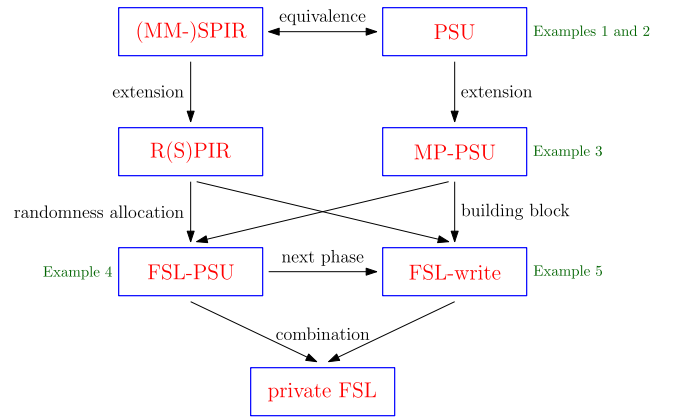 equivalence
(MM-)SPIR
PSU
Examples 1 and 2
extension
extension
R(S)PIR
MP-PSU
Example 3
randomness allocation
building block
next phase
Example 4
FSL-PSU
FSL-write
Example 5
combination
private FSL